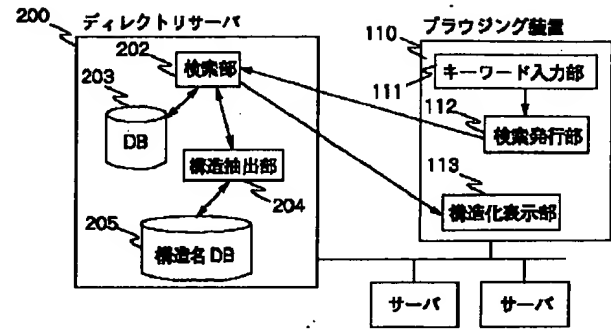 200
ディレクトリサーバ
202
検索部
203
DB
構造抽出部
204
205
構造名 DB
ブラウジング装置
110
111
キーワード入力部
112
検索発行部
113
構造化表示部
サーバ
サーバ